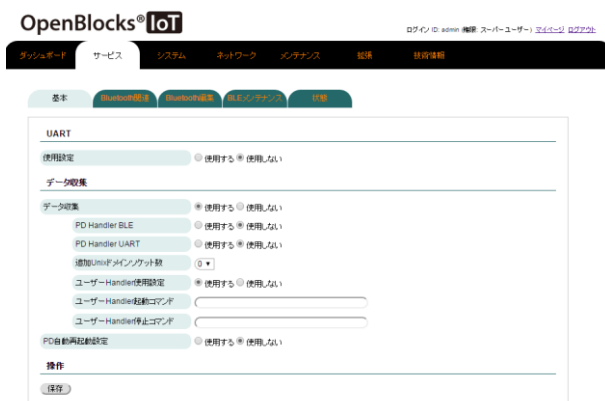 OpenBlocks® IoT
ログイン ID: admin (権限: スーパーユーザー) マイページ ログアウト
ダッシュボード サービス システム ネットワーク メンテナンス 拡張 技術情報
基本 Bluetooth関連 Bluetooth編集 BLEメンテナンス 状態
UART
使用設定 使用する 使用しない
データ収集
データ収集 使用する 使用しない
PD Handler BLE 使用する 使用しない
PD Handler UART 使用する 使用しない
追加Unixドメインソケット数 0
ユーザーHandler使用設定 使用する 使用しない
ユーザーHandler起動コマンド
ユーザーHandler停止コマンド
PD自動再起動設定 使用する 使用しない
操作
保存